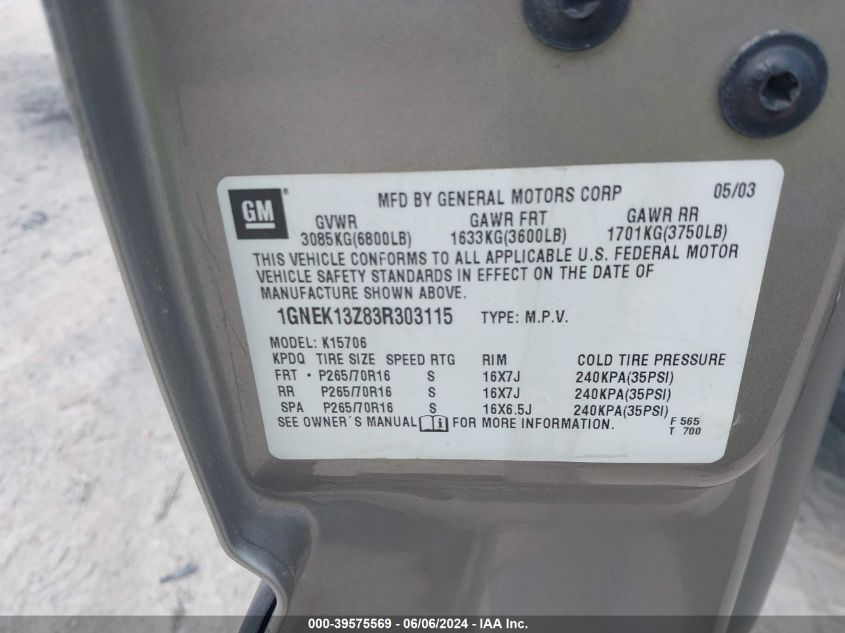 GM®
MFD BY GENERAL MOTORS CORP 05/03
GVWR GAWR FRT GAWR RR
3085KG(6800LB) 1633KG(3600LB) 1701KG(3750LB)
THIS VEHICLE CONFORMS TO ALL APPLICABLE U.S. FEDERAL MOTOR
VEHICLE SAFETY STANDARDS IN EFFECT ON THE DATE OF
MANUFACTURE SHOWN ABOVE.
1GNEK13Z83R303115 TYPE: M.P.V.
MODEL: K15706
KPDQ TIRE SIZE SPEED RTG RIM COLD TIRE PRESSURE
FRT • P265/70R16 S 16X7J 240KPA(35PSI)
RR P265/70R16 S 16X7J 240KPA(35PSI)
SPA P265/70R16 S 16X6.5J 240KPA(35PSI)
SEE OWNER'S MANUAL FOR MORE INFORMATION. F 565
T 700
000-39575569 - 06/06/2024 - IAA Inc.